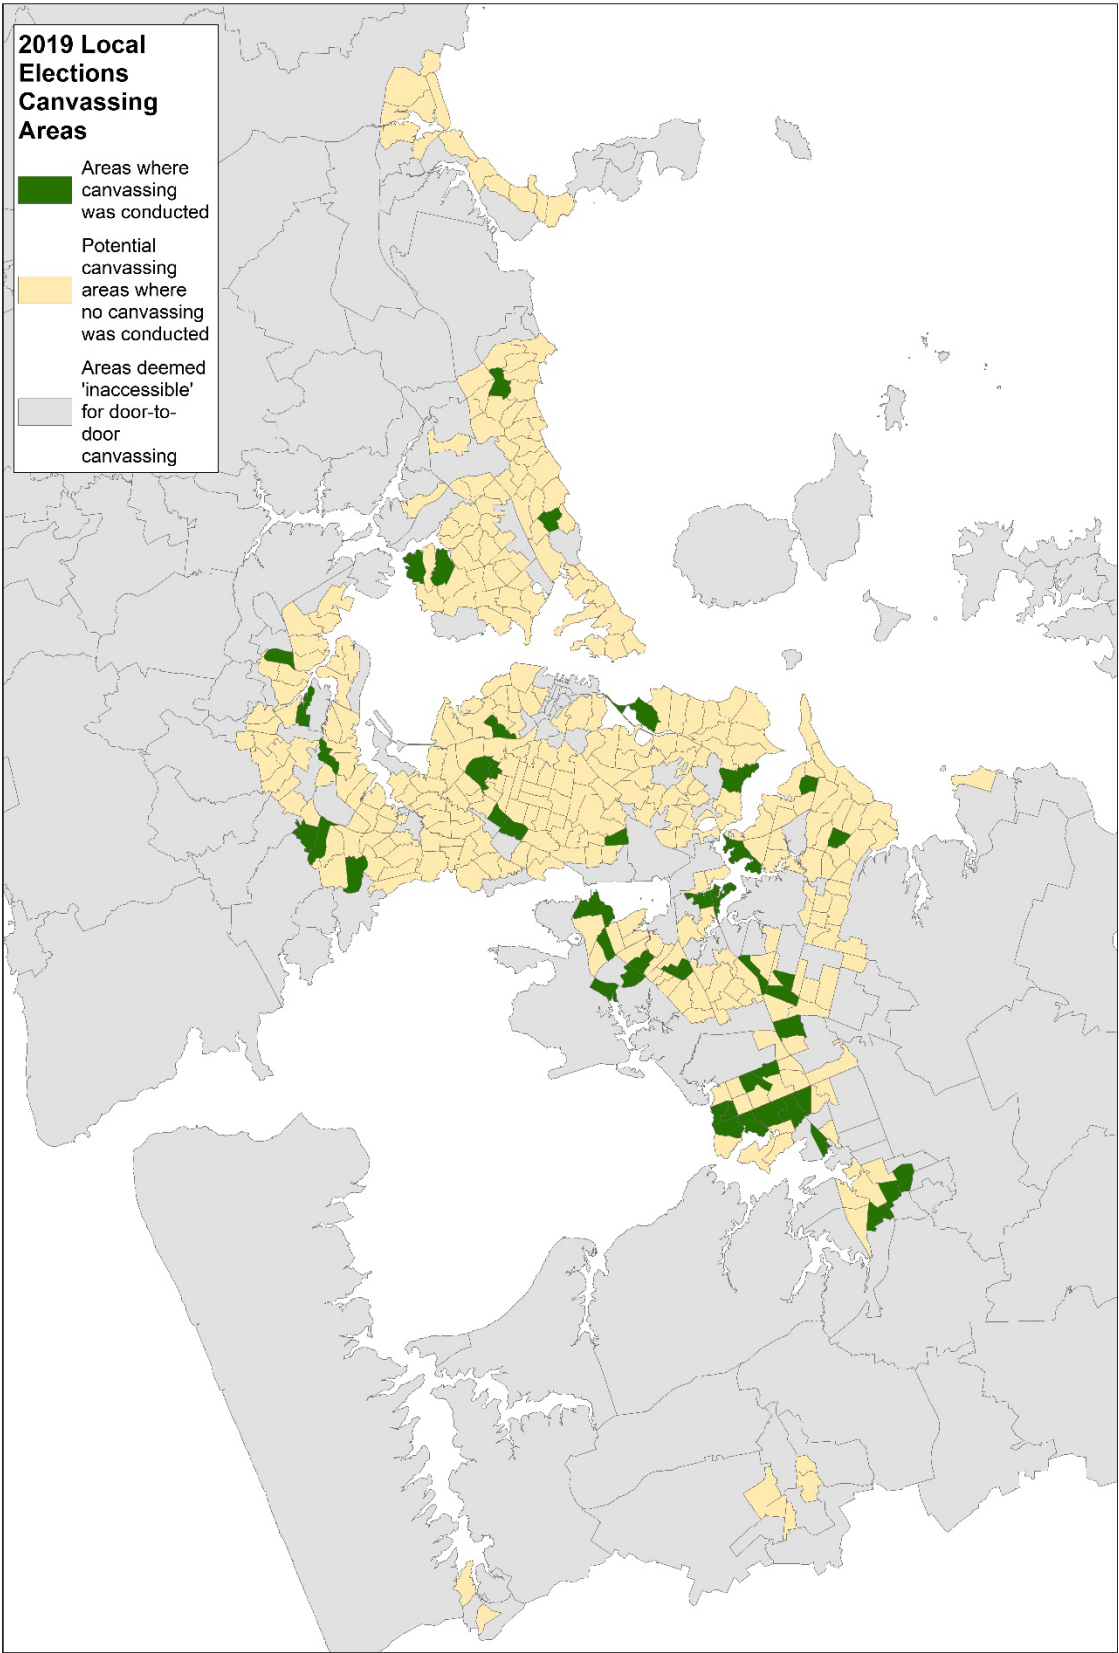 2019 Local
Elections
Canvassing
Areas
Areas where
canvassing
was conducted
Potential
canvassing
areas where
no canvassing
was conducted
Areas deemed
'inaccessible'
for door-to-
door
canvassing